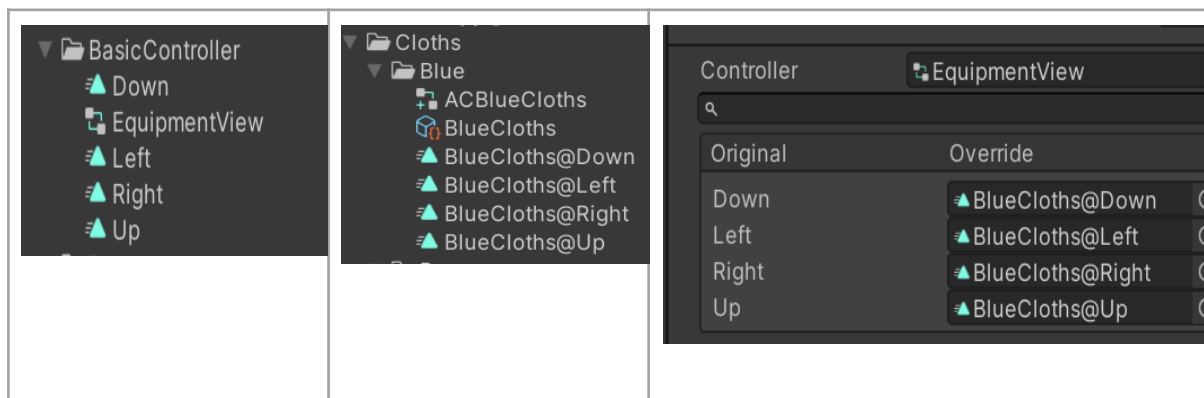 BasicController
Down
EquipmentView
Left
Right
Up
Cloths
Blue
ACBlueCloths
BlueCloths
BlueCloths@Down
BlueCloths@Left
BlueCloths@Right
BlueCloths@Up
Controller EquipmentView
Original Override
Down BlueCloths@Down
Left BlueCloths@Left
Right BlueCloths@Right
Up BlueCloths@Up